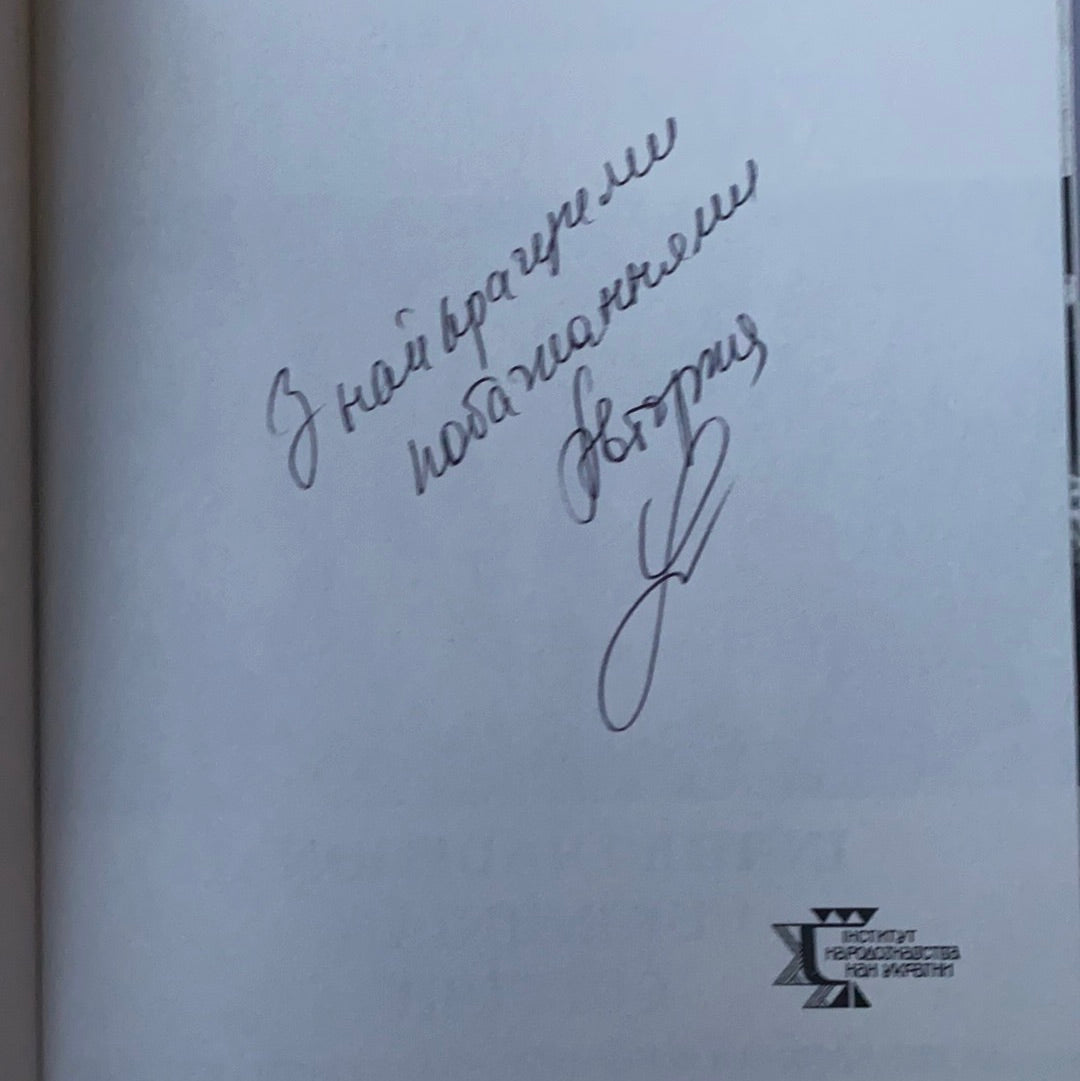 З найкращими
побажаннями
Авторка
ІНСТИТУТ
НАРОДОЗНАВСТВА
НАН УКРАЇНИ